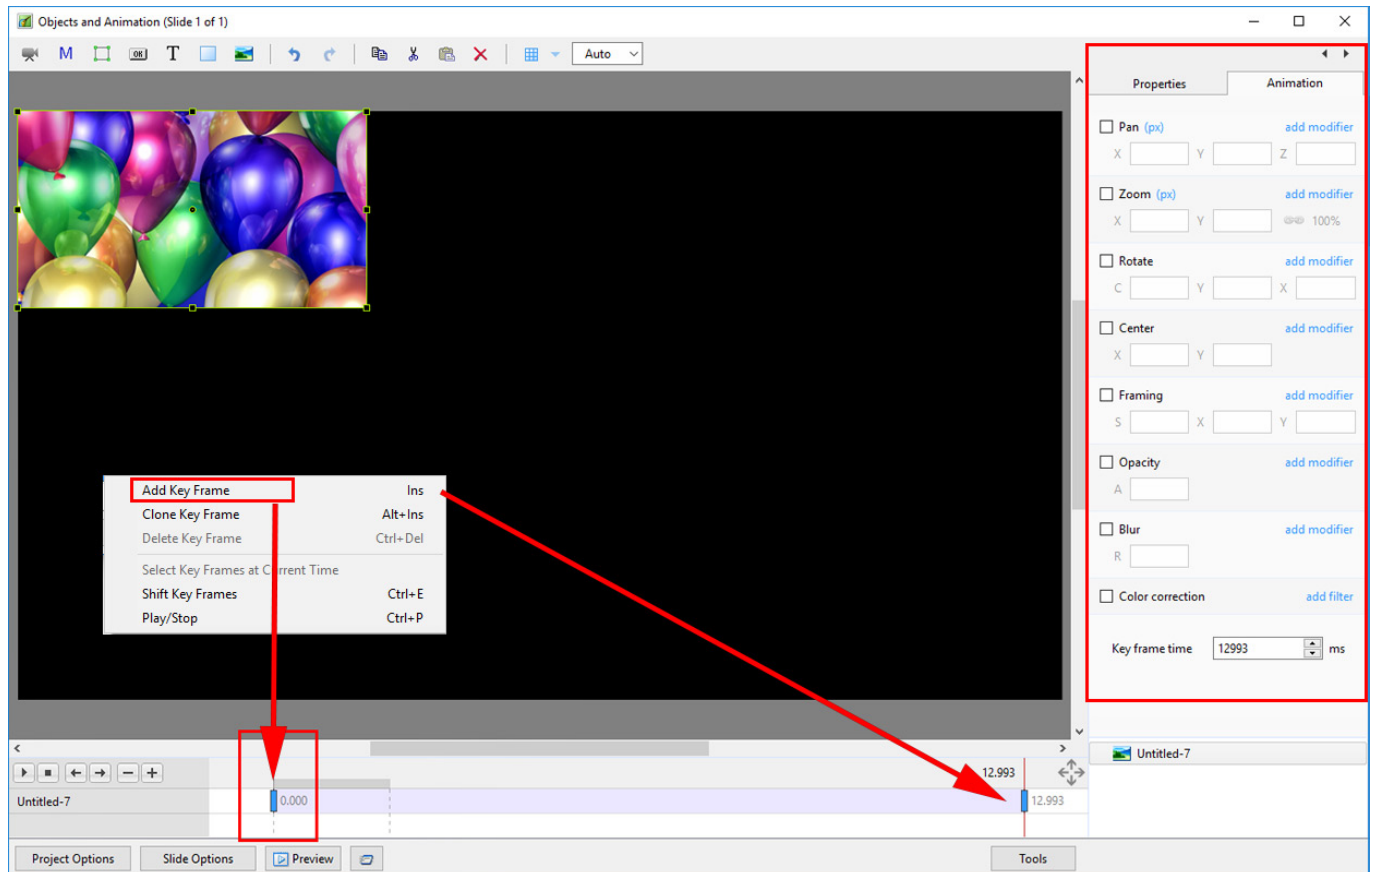 Objects and Animation (Slide 1 of 1)
M OK T Auto
Properties Animation
Pan (px) add modifier
X Y Z
Zoom (px) add modifier
X Y 100%
Rotate add modifier
C Y X
Center add modifier
X Y
Framing add modifier
S X Y
Opacity add modifier
A
Blur add modifier
R
Color correction add filter
Key frame time 12993 ms
Add Key Frame Ins
Clone Key Frame Alt+Ins
Delete Key Frame Ctrl+Del
Select Key Frames at Current Time
Shift Key Frames Ctrl+E
Play/Stop Ctrl+P
Untitled-7
12.993
Untitled-7 0.000 12.993
Project Options Slide Options Preview Tools